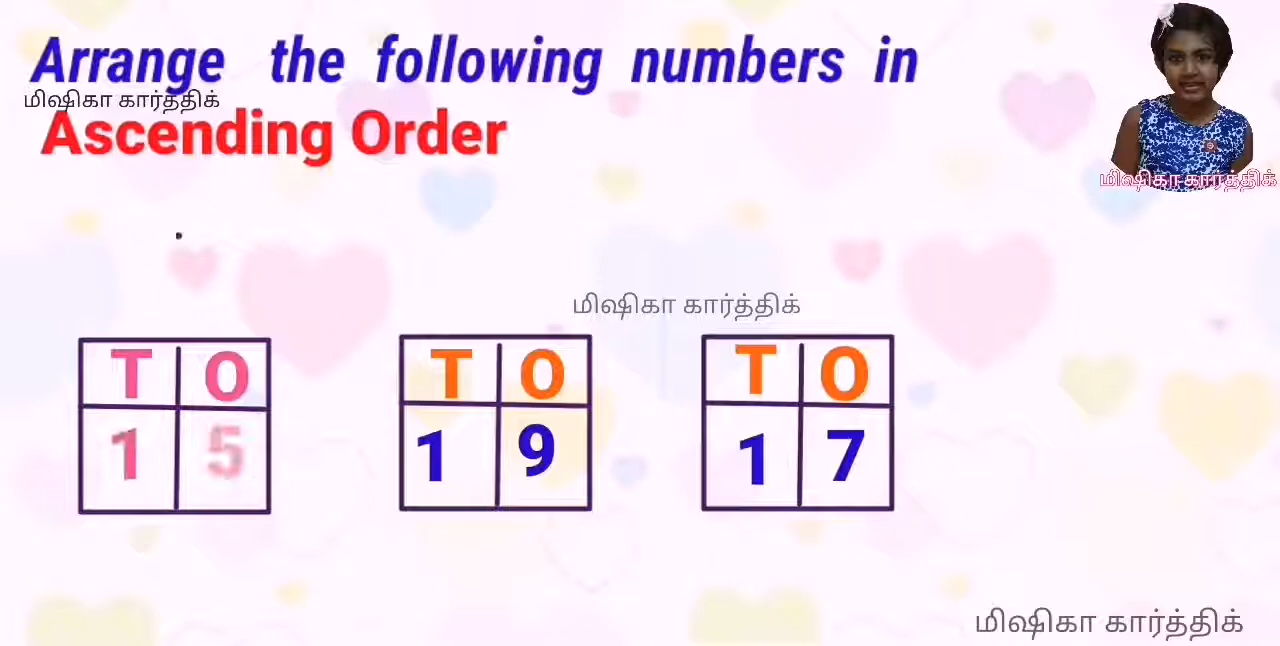 Arrange the following numbers in
மிஷிகா கார்த்திக்
Ascending Order
மிஷிகா கார்த்திக்
மிஷிகா கார்த்திக்
T O T O T O
1 5 1 9 1 7
மிஷிகா கார்த்திக்